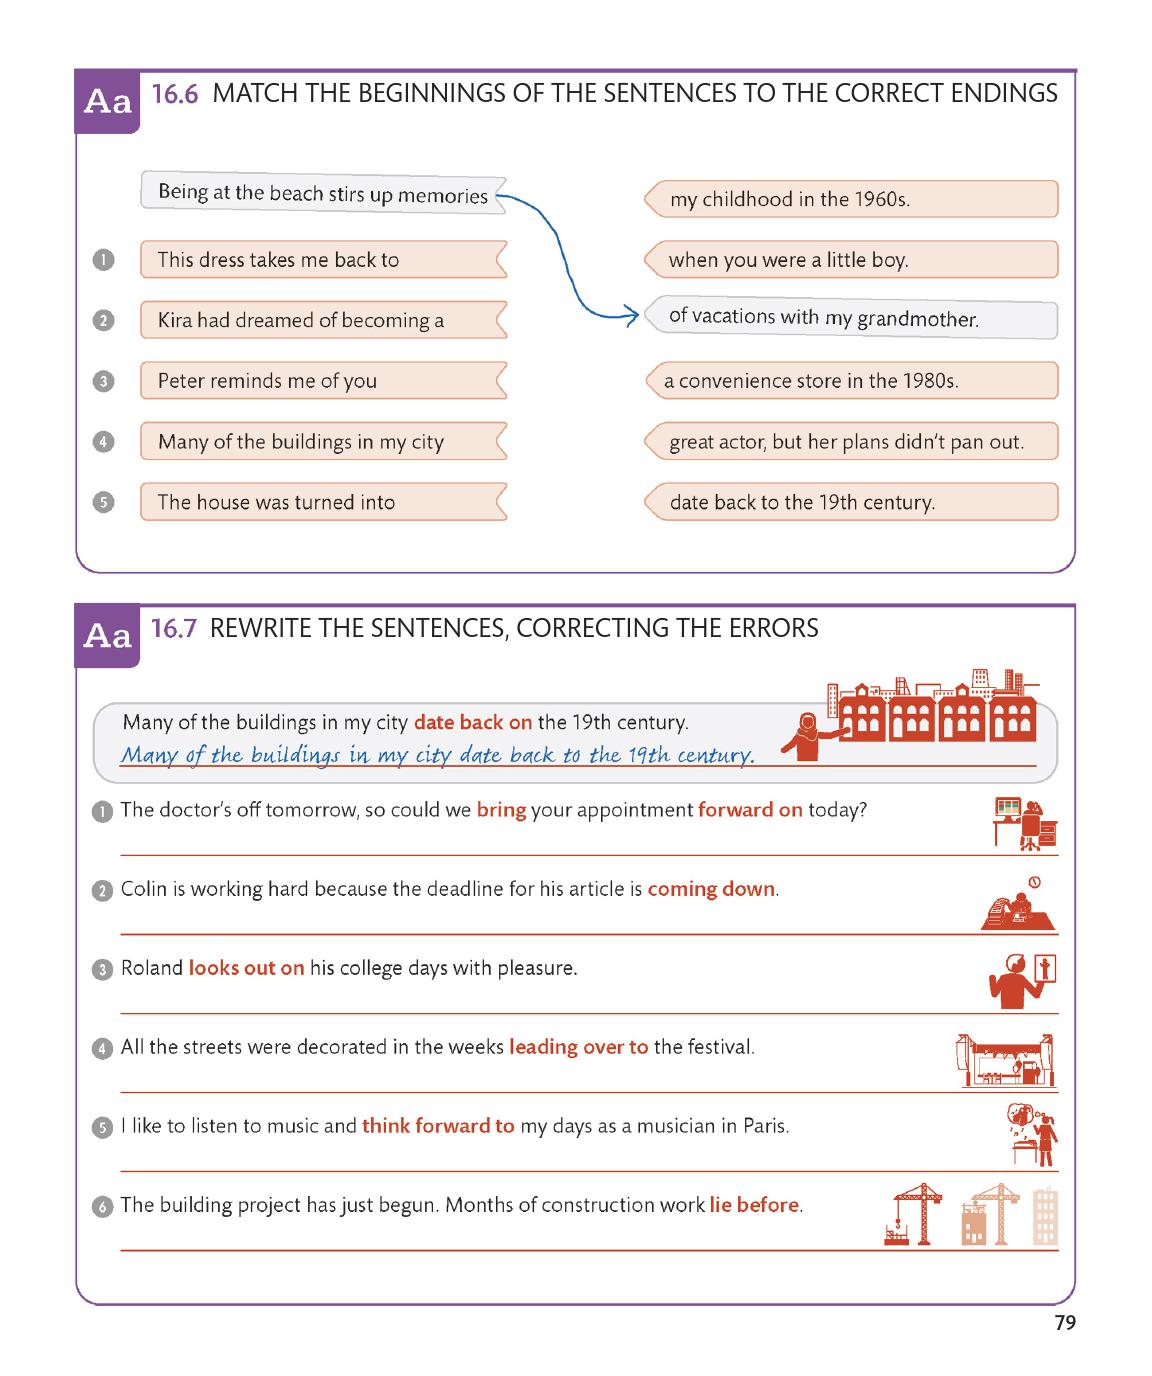 Aa 16.6 MATCH THE BEGINNINGS OF THE SENTENCES TO THE CORRECT ENDINGS
Being at the beach stirs up memories
my childhood in the 1960s.
1 This dress takes me back to
when you were a little boy.
2 Kira had dreamed of becoming a
of vacations with my grandmother.
3 Peter reminds me of you
a convenience store in the 1980s.
4 Many of the buildings in my city
great actor, but her plans didn't pan out.
5 The house was turned into
date back to the 19th century.
Aa 16.7 REWRITE THE SENTENCES, CORRECTING THE ERRORS
Many of the buildings in my city date back on the 19th century.
Many of the buildings in my city date back to the 19th century.
1 The doctor's off tomorrow, so could we bring your appointment forward on today?
2 Colin is working hard because the deadline for his article is coming down.
3 Roland looks out on his college days with pleasure.
4 All the streets were decorated in the weeks leading over to the festival.
5 I like to listen to music and think forward to my days as a musician in Paris.
6 The building project has just begun. Months of construction work lie before.
79